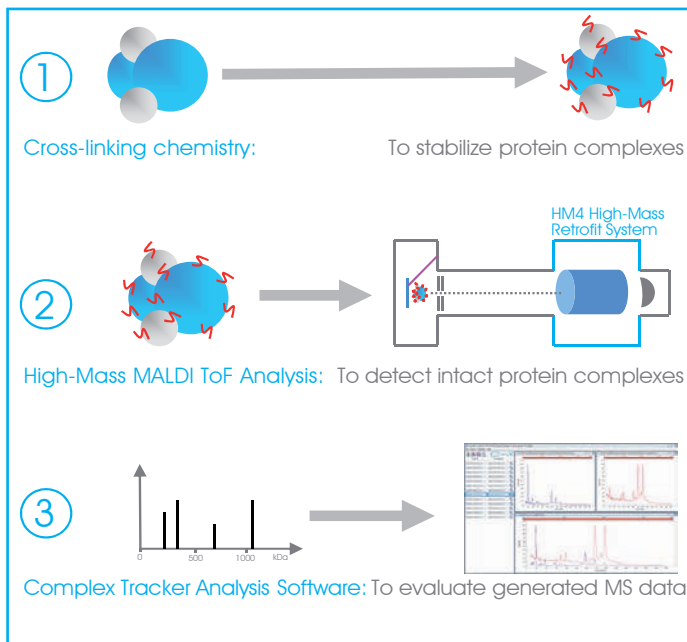 1
Cross-linking chemistry: To stabilize protein complexes
HM4 High-Mass
Retrofit System
2
High-Mass MALDI ToF Analysis: To detect intact protein complexes
3
0 500 1000 kDa
Complex Tracker Analysis Software: To evaluate generated MS data